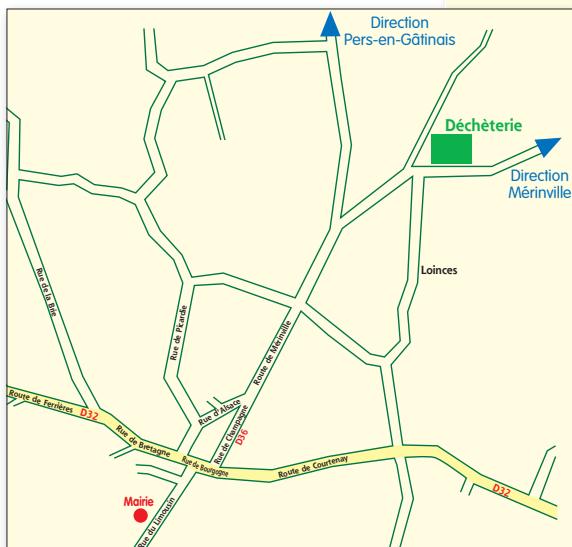 Direction
Pers-en-Gâtinais
Déchèterie
Direction
Mérinville
Loinces
Rue de la Brie
Rue de Picardie
Route de Mérinville
Rue d'Alsace
Rue de Champagne
D36
Route de Ferrières
D32
Rue de Bretagne
Rue de Bourgogne
Route de Courtenay
D32
Mairie
Rue du Limousin